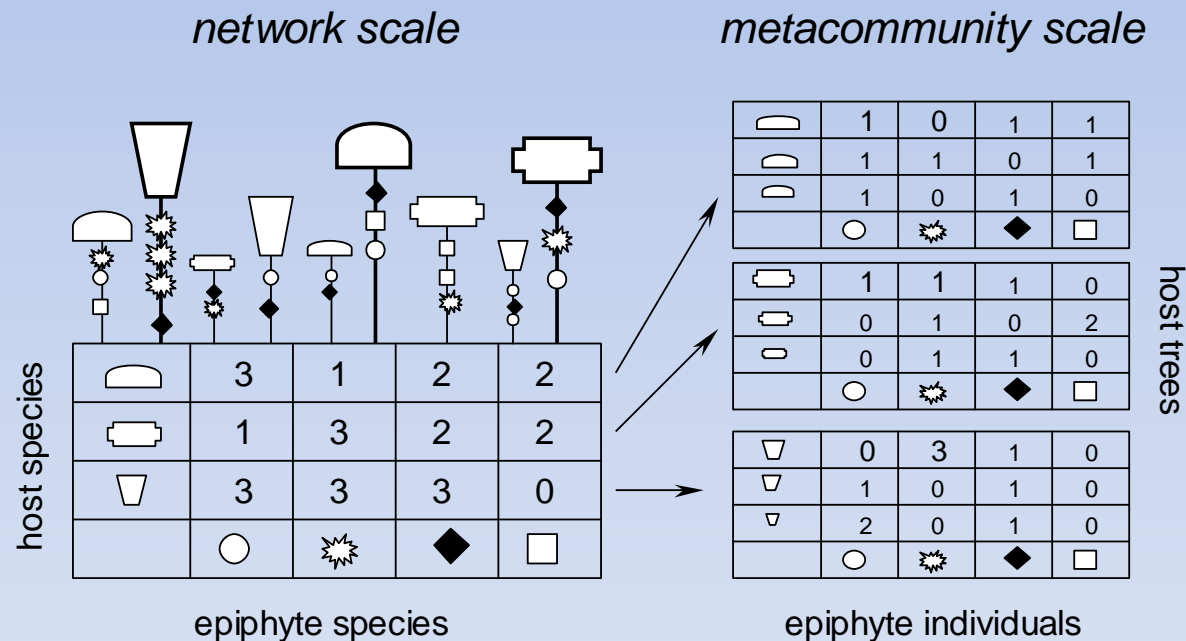 network scale
metacommunity scale
host species
3 1 2 2
1 3 2 2
3 3 3 0
epiphyte species
1 0 1 1
1 1 0 1
1 0 1 0
1 1 1 0
0 1 0 2
0 1 1 0
0 3 1 0
1 0 1 0
2 0 1 0
host trees
epiphyte individuals